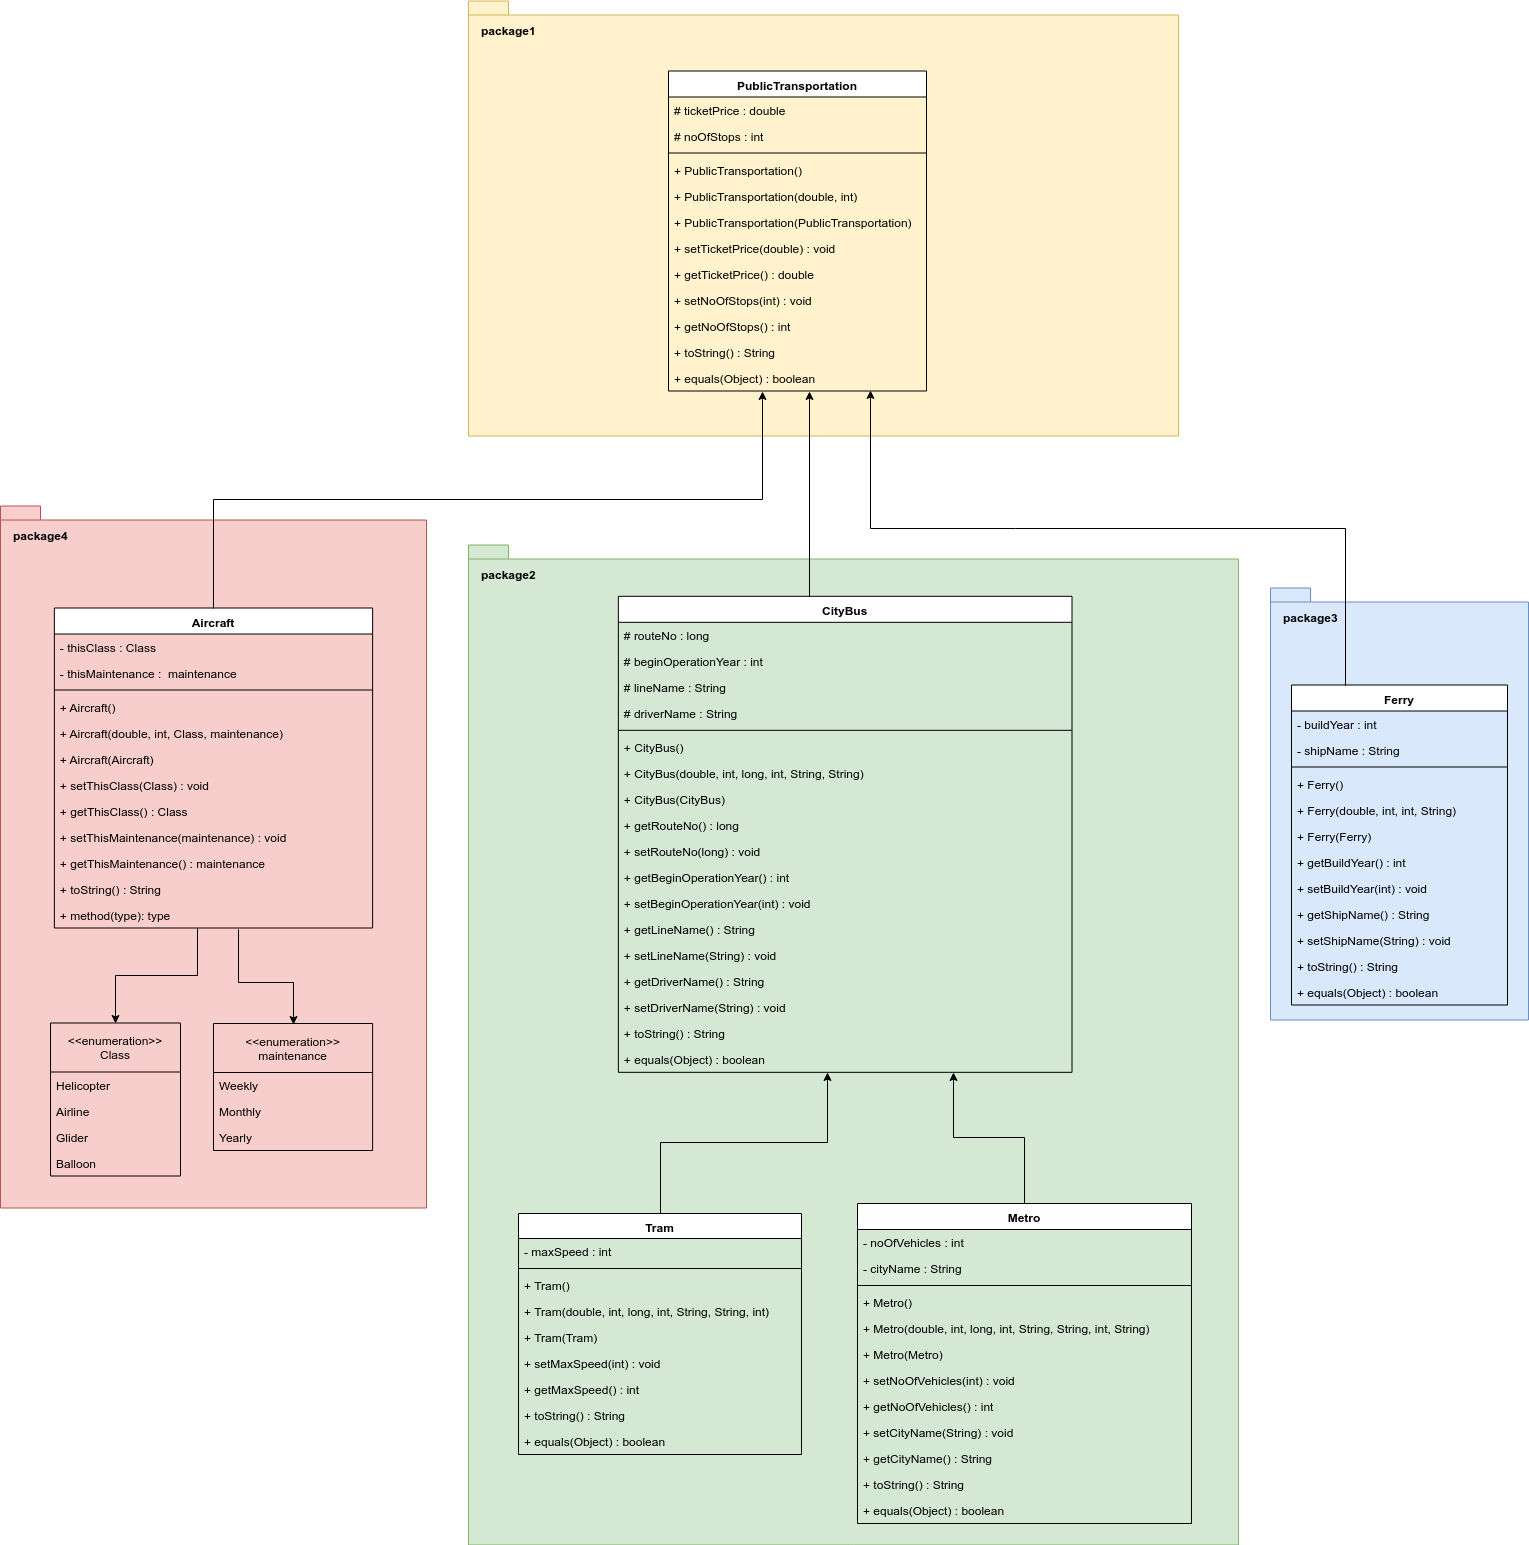 package1
PublicTransportation
# ticketPrice : double
# noOfStops : int
+ PublicTransportation()
+ PublicTransportation(double, int)
+ PublicTransportation(PublicTransportation)
+ setTicketPrice(double) : void
+ getTicketPrice() : double
+ setNoOfStops(int) : void
+ getNoOfStops() : int
+ toString() : String
+ equals(Object) : boolean
package4
Aircraft
- thisClass : Class
- thisMaintenance :  maintenance
+ Aircraft()
+ Aircraft(double, int, Class, maintenance)
+ Aircraft(Aircraft)
+ setThisClass(Class) : void
+ getThisClass() : Class
+ setThisMaintenance(maintenance) : void
+ getThisMaintenance() : maintenance
+ toString() : String
+ method(type): type
<<enumeration>>
Class
Helicopter
Airline
Glider
Balloon
<<enumeration>>
maintenance
Weekly
Monthly
Yearly
package2
CityBus
# routeNo : long
# beginOperationYear : int
# lineName : String
# driverName : String
+ CityBus()
+ CityBus(double, int, long, int, String, String)
+ CityBus(CityBus)
+ getRouteNo() : long
+ setRouteNo(long) : void
+ getBeginOperationYear() : int
+ setBeginOperationYear(int) : void
+ getLineName() : String
+ setLineName(String) : void
+ getDriverName() : String
+ setDriverName(String) : void
+ toString() : String
+ equals(Object) : boolean
Tram
- maxSpeed : int
+ Tram()
+ Tram(double, int, long, int, String, String, int)
+ Tram(Tram)
+ setMaxSpeed(int) : void
+ getMaxSpeed() : int
+ toString() : String
+ equals(Object) : boolean
Metro
- noOfVehicles : int
- cityName : String
+ Metro()
+ Metro(double, int, long, int, String, String, int, String)
+ Metro(Metro)
+ setNoOfVehicles(int) : void
+ getNoOfVehicles() : int
+ setCityName(String) : void
+ getCityName() : String
+ toString() : String
+ equals(Object) : boolean
package3
Ferry
- buildYear : int
- shipName : String
+ Ferry()
+ Ferry(double, int, int, String)
+ Ferry(Ferry)
+ getBuildYear() : int
+ setBuildYear(int) : void
+ getShipName() : String
+ setShipName(String) : void
+ toString() : String
+ equals(Object) : boolean